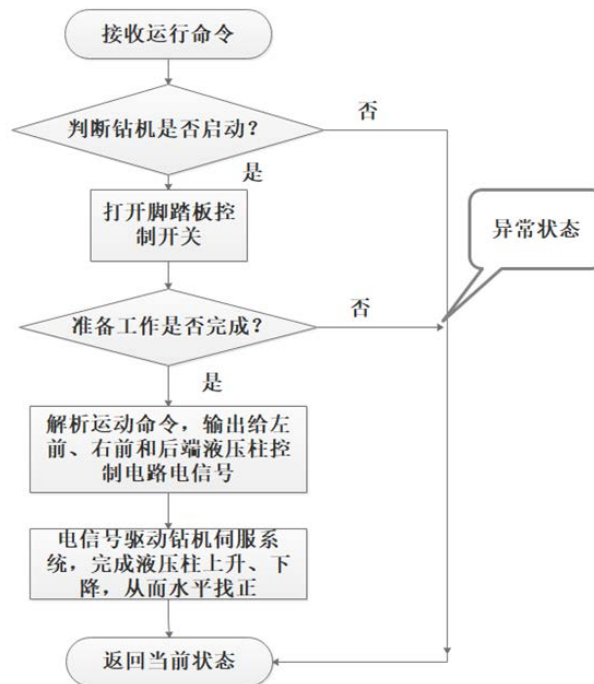 接收运行命令
判断钻机是否启动？
否
是
打开脚踏板控
制开关
异常状态
准备工作是否完成？
否
是
解析运动命令，输出给左
前、右前和后端液压柱控
制电路电信号
电信号驱动钻机伺服系
统，完成液压柱上升、下
降，从而水平找正
返回当前状态